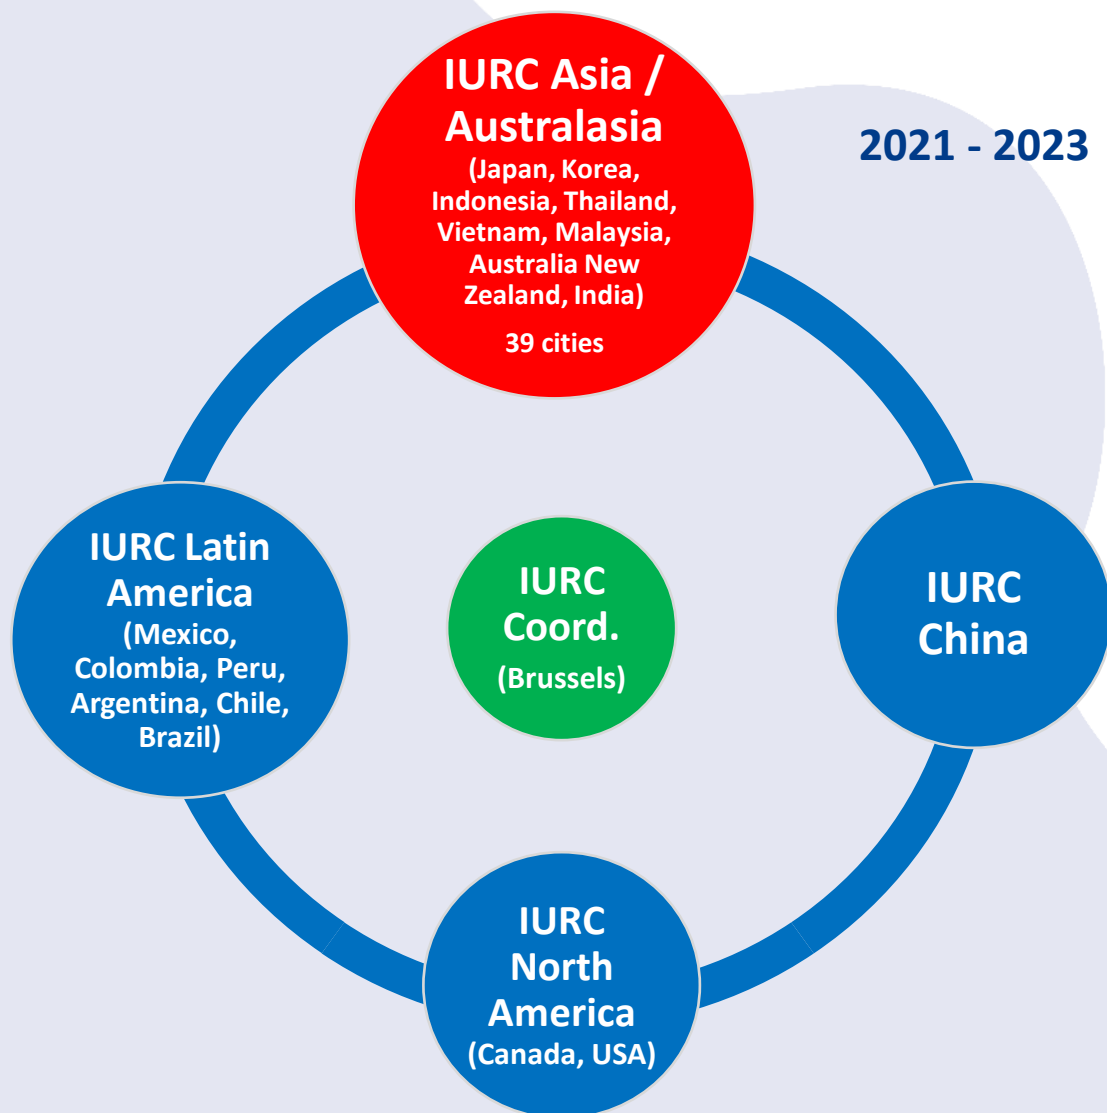 IURC Asia /
Australasia
(Japan, Korea,
Indonesia, Thailand,
Vietnam, Malaysia,
Australia New
Zealand, India)
39 cities
2021 - 2023
IURC Latin
America
(Mexico,
Colombia, Peru,
Argentina, Chile,
Brazil)
IURC
Coord.
(Brussels)
IURC
China
IURC
North
America
(Canada, USA)